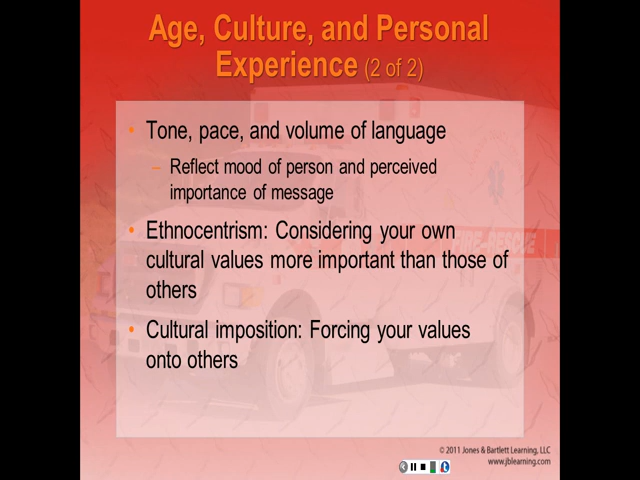 Age, Culture, and Personal
Experience (2 of 2)
• Tone, pace, and volume of language
– Reflect mood of person and perceived
importance of message
• Ethnocentrism: Considering your own
cultural values more important than those of
others
• Cultural imposition: Forcing your values
onto others
FIRE-RESCUE
© 2011 Jones & Bartlett Learning, LLC
www.jblearning.com